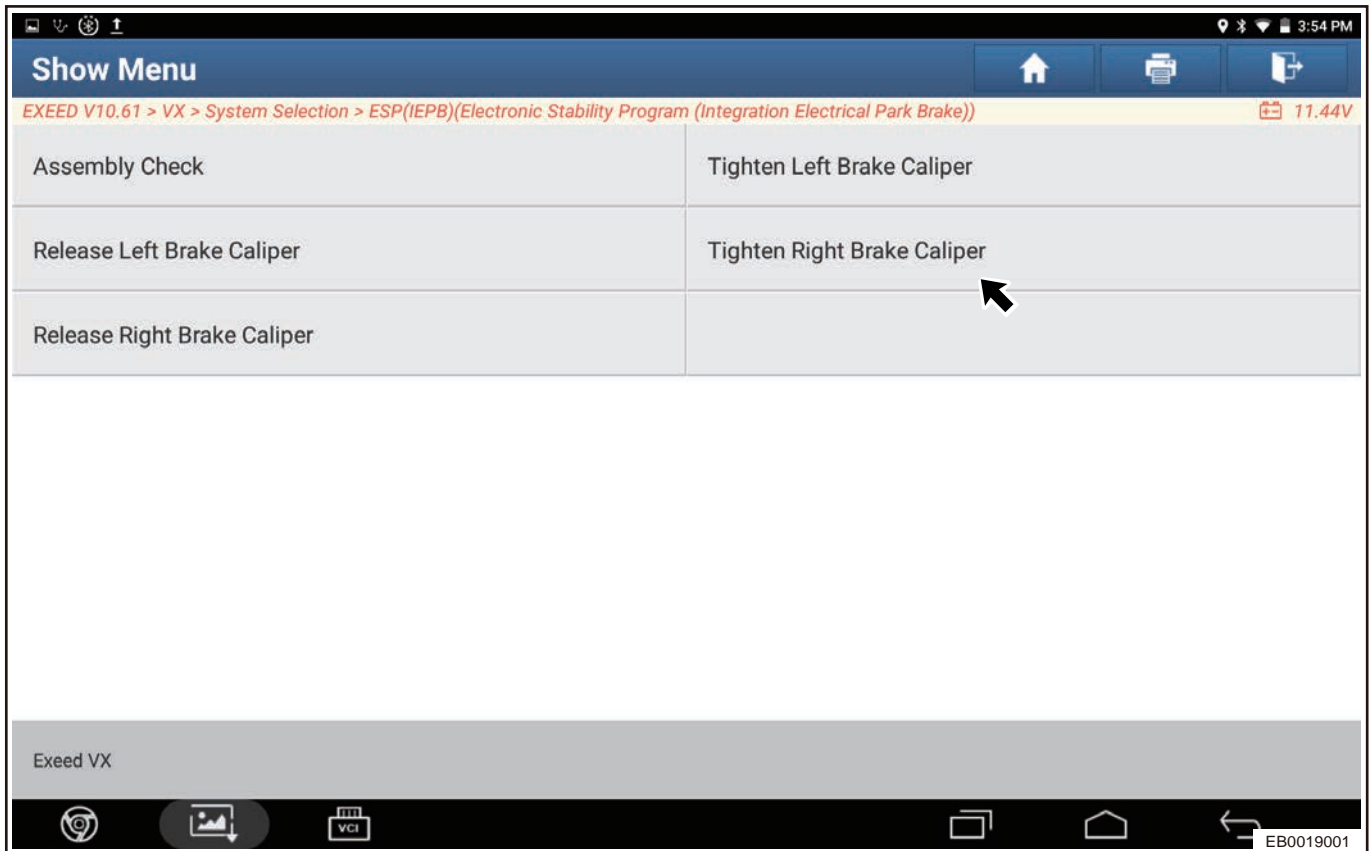 3:54 PM
Show Menu
EXEED V10.61 > VX > System Selection > ESP(IEPB)(Electronic Stability Program (Integration Electrical Park Brake))
11.44V
Assembly Check
Tighten Left Brake Caliper
Release Left Brake Caliper
Tighten Right Brake Caliper
Release Right Brake Caliper
Exeed VX
VCI
EB0019001